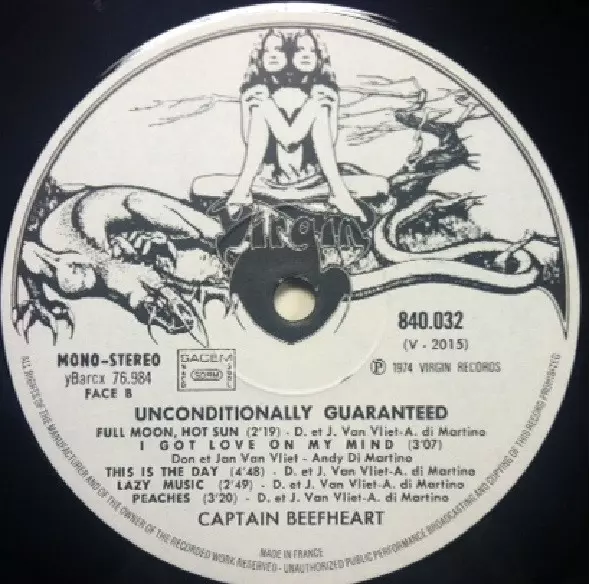 Virgin
840.032
(V - 2015)
MONO-STEREO
yBarcx 76.984
FACE B
SACEM
℗ 1974 VIRGIN RECORDS
UNCONDITIONALLY GUARANTEED
FULL MOON, HOT SUN (2'19) - D. et J. Van Vliet-A. di Martino
I GOT LOVE ON MY MIND (3'07)
Don et Jan Van Vliet - Andy Di Martino
THIS IS THE DAY (4'48) - D. et J. Van Vliet-A. di Martino
LAZY MUSIC (2'49) - D. et J. Van Vliet-A. di Martino
PEACHES (3'20) - D. et J. Van Vliet-A. di Martino
CAPTAIN BEEFHEART
MADE IN FRANCE
ALL RIGHTS OF THE MANUFACTURER AND OF THE OWNER OF THE RECORDED WORK RESERVED - UNAUTHORIZED PUBLIC PERFORMANCE BROADCASTING AND COPYING OF THIS RECORD PROHIBITED.